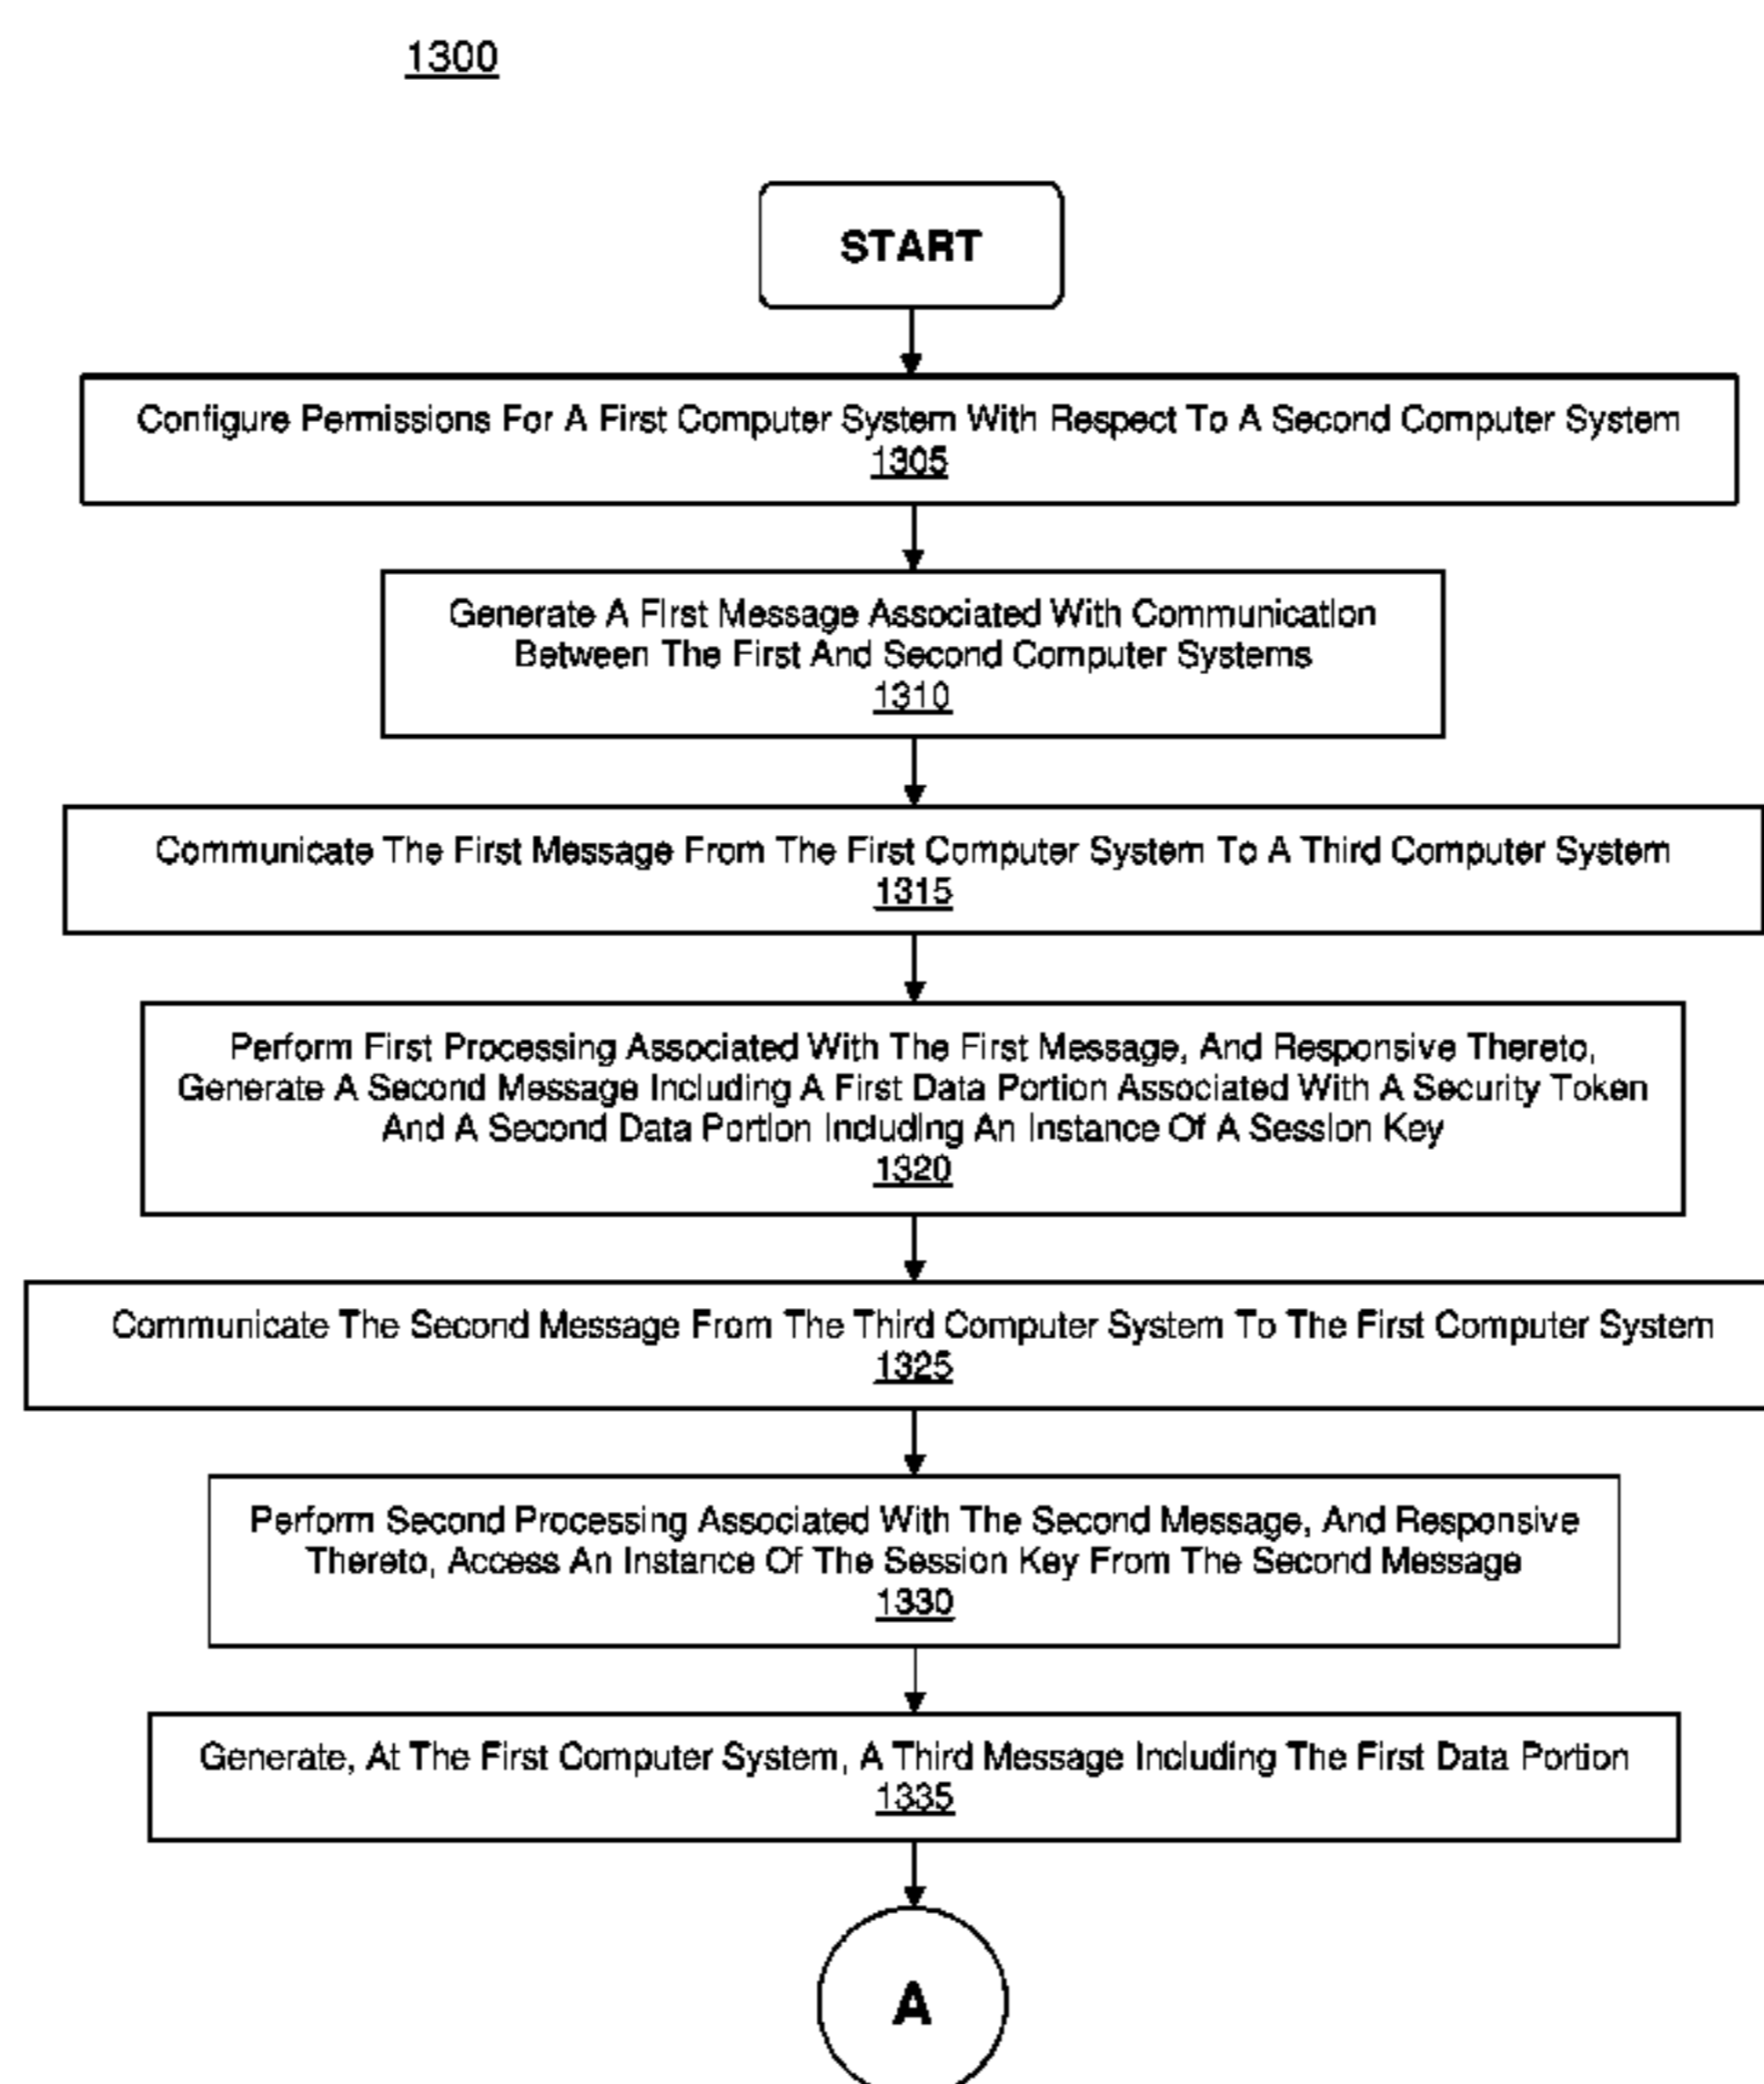 1300
START
Configure Permissions For A First Computer System With Respect To A Second Computer System
1305
Generate A First Message Associated With Communication
Between The First And Second Computer Systems
1310
Communicate The First Message From The First Computer System To A Third Computer System
1315
Perform First Processing Associated With The First Message, And Responsive Thereto,
Generate A Second Message Including A First Data Portion Associated With A Security Token
And A Second Data Portion Including An Instance Of A Session Key
1320
Communicate The Second Message From The Third Computer System To The First Computer System
1325
Perform Second Processing Associated With The Second Message, And Responsive
Thereto, Access An Instance Of The Session Key From The Second Message
1330
Generate, At The First Computer System, A Third Message Including The First Data Portion
1335
A